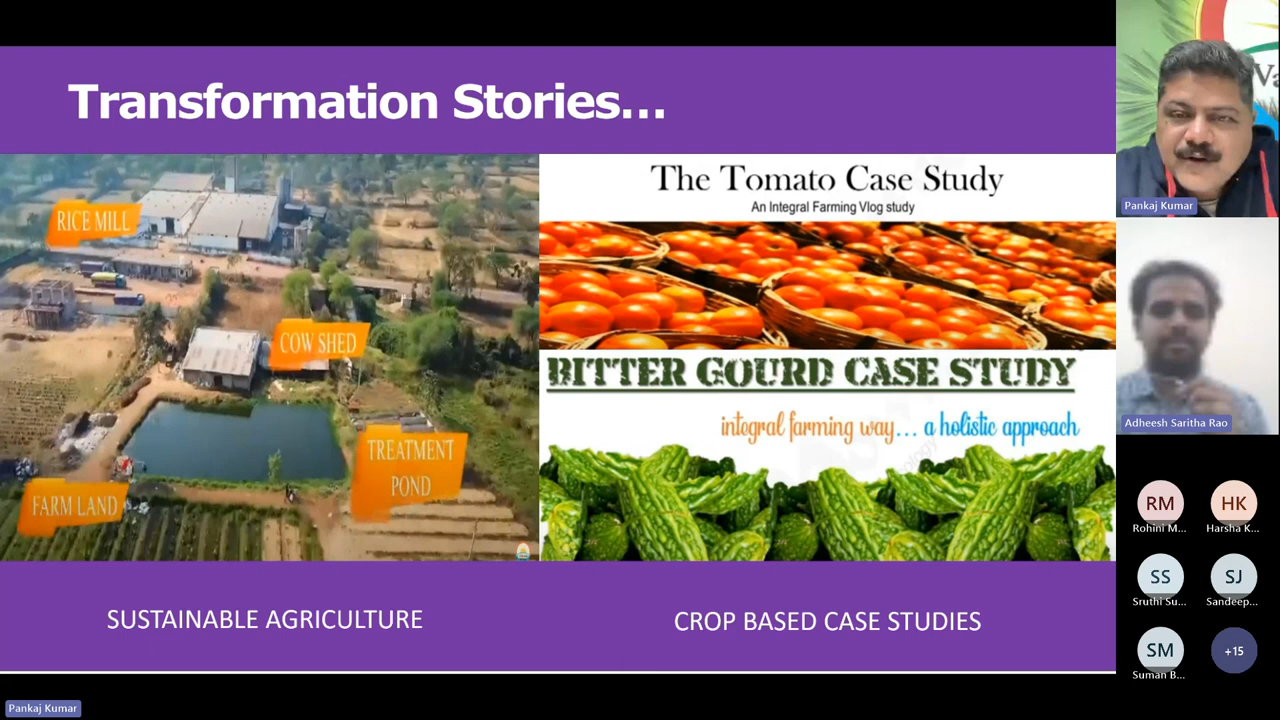 Transformation Stories...
RICE MILL
COW SHED
TREATMENT
POND
FARM LAND
The Tomato Case Study
An Integral Farming Vlog study
BITTER GOURD CASE STUDY
integral farming way... a holistic approach
SUSTAINABLE AGRICULTURE
CROP BASED CASE STUDIES
Pankaj Kumar
Adheesh Saritha Rao
RM
Rohini M...
HK
Harsha K...
SS
Sruthi Su...
SJ
Sandeep...
SM
Suman B...
+15
Pankaj Kumar